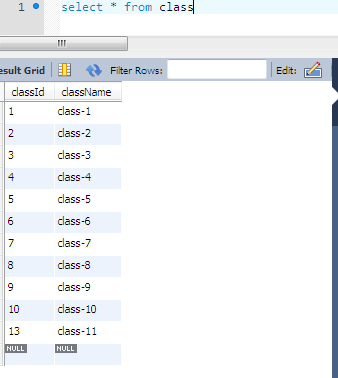 1 select * from class
esult Grid Filter Rows: Edit:
classId className
1 class-1
2 class-2
3 class-3
4 class-4
5 class-5
6 class-6
7 class-7
8 class-8
9 class-9
10 class-10
13 class-11
NULL NULL